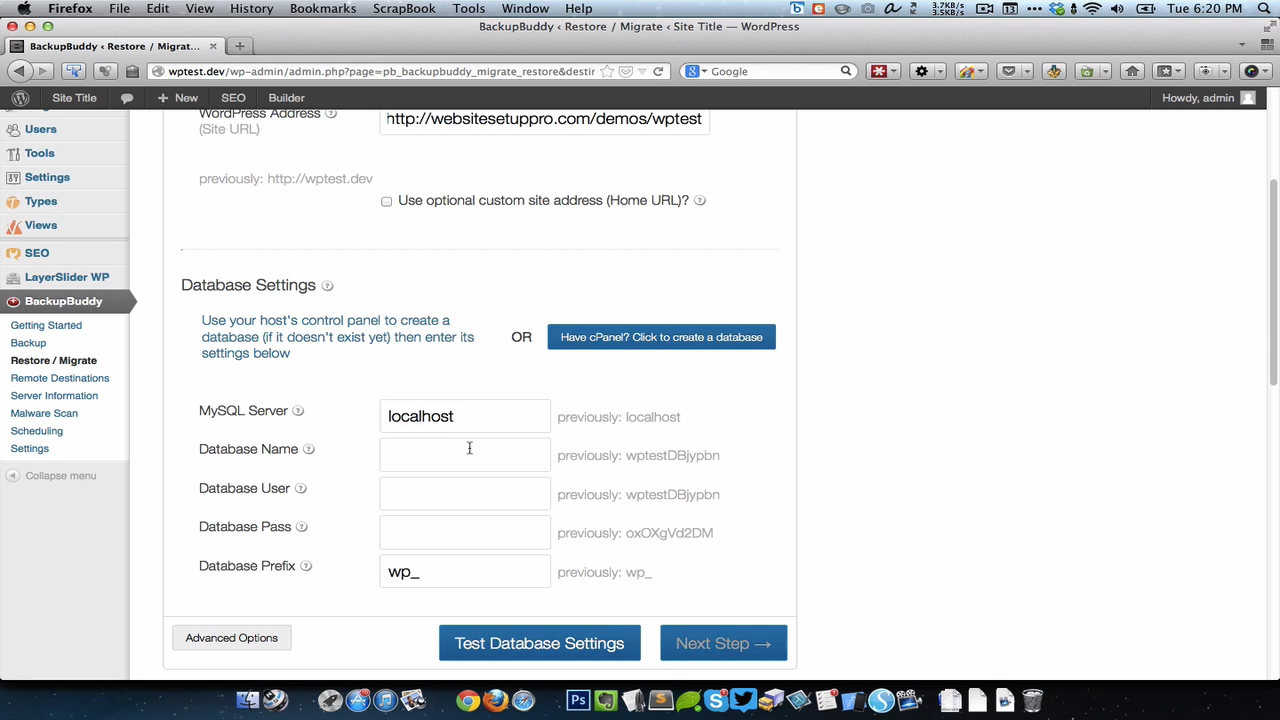 Firefox File Edit View History Bookmarks ScrapBook Tools Window Help 3.7KB/s 3.5KB/s Tue 6:20 PM
BackupBuddy ‹ Restore / Migrate ‹ Site Title — WordPress
BackupBuddy ‹ Restore / Migrat...
wptest.dev/wp-admin/admin.php?page=pb_backupbuddy_migrate_restore&destir
Google
Site Title + New SEO Builder Howdy, admin
Users
Tools
Settings
Types
Views
SEO
LayerSlider WP
BackupBuddy
Getting Started
Backup
Restore / Migrate
Remote Destinations
Server Information
Malware Scan
Scheduling
Settings
Collapse menu
WordPress Address
(Site URL)
http://websitesetuppro.com/demos/wptest
previously: http://wptest.dev
Use optional custom site address (Home URL)?
Database Settings
Use your host's control panel to create a
database (if it doesn't exist yet) then enter its
settings below
OR
Have cPanel? Click to create a database
MySQL Server localhost previously: localhost
Database Name previously: wptestDBjypbn
Database User previously: wptestDBjypbn
Database Pass previously: oxOXgVd2DM
Database Prefix wp_ previously: wp_
Advanced Options Test Database Settings Next Step →